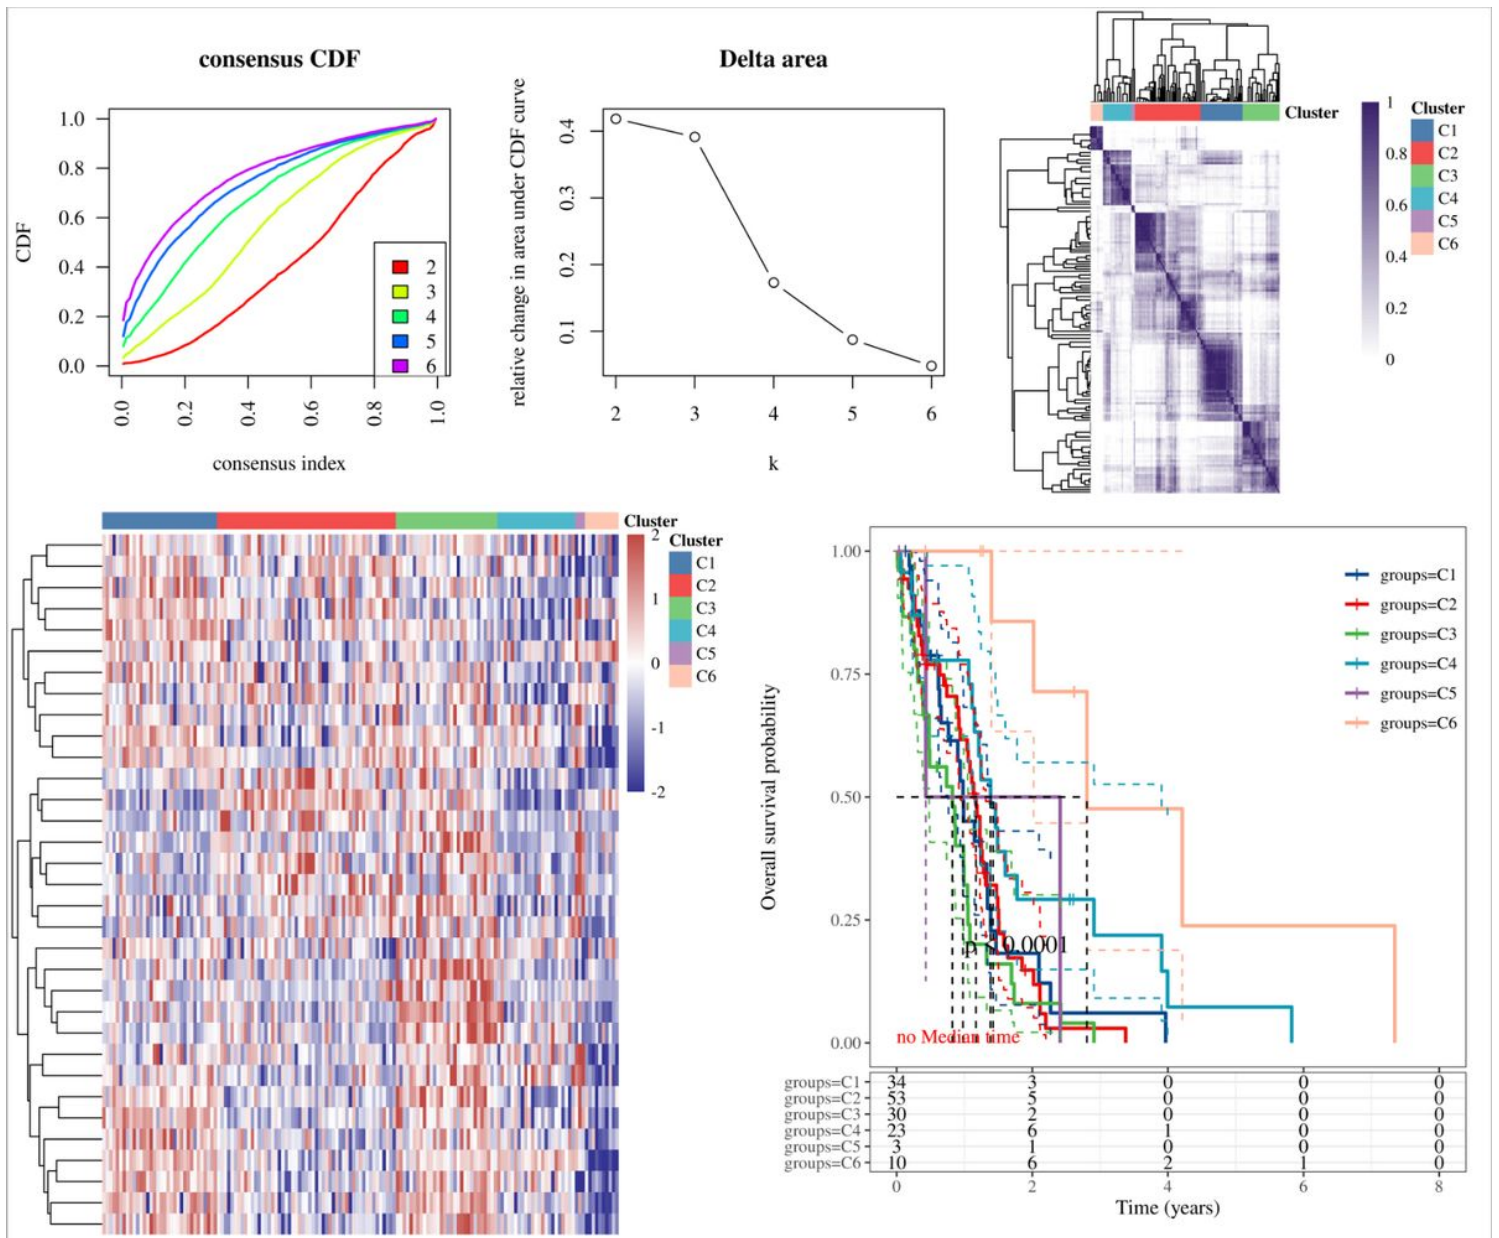 consensus CDF
CDF
1.0
0.8
0.6
0.4
0.2
0.0
2
3
4
5
6
0.0 0.2 0.4 0.6 0.8 1.0
consensus index
Delta area
relative change in area under CDF curve
0.4
0.3
0.2
0.1
2 3 4 5 6
k
Cluster
1
0.8
0.6
0.4
0.2
0
Cluster
C1
C2
C3
C4
C5
C6
Cluster
2
1
0
-1
-2
Cluster
C1
C2
C3
C4
C5
C6
Overall survival probability
1.00
0.75
0.50
0.25
0.00
groups=C1
groups=C2
groups=C3
groups=C4
groups=C5
groups=C6
p < 0.0001
no Median time
groups=C1 34 3 0 0 0
groups=C2 53 5 0 0 0
groups=C3 30 2 0 0 0
groups=C4 23 6 1 0 0
groups=C5 3 1 0 0 0
groups=C6 10 6 2 1 0
0 2 4 6 8
Time (years)